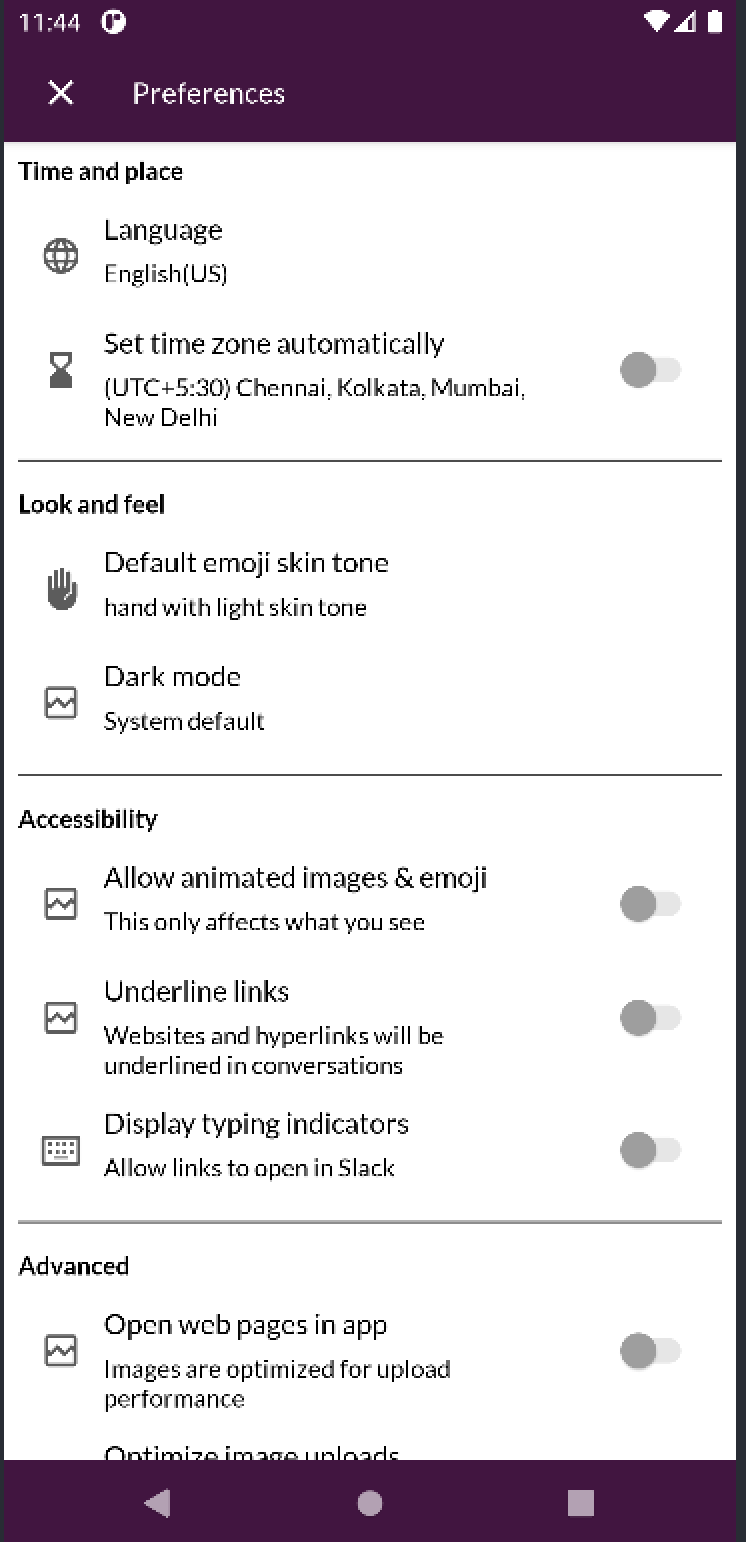 11:44
Preferences
Time and place
Language
English(US)
Set time zone automatically
(UTC+5:30) Chennai, Kolkata, Mumbai,
New Delhi
Look and feel
Default emoji skin tone
hand with light skin tone
Dark mode
System default
Accessibility
Allow animated images & emoji
This only affects what you see
Underline links
Websites and hyperlinks will be
underlined in conversations
Display typing indicators
Allow links to open in Slack
Advanced
Open web pages in app
Images are optimized for upload
performance
Optimize image uploads